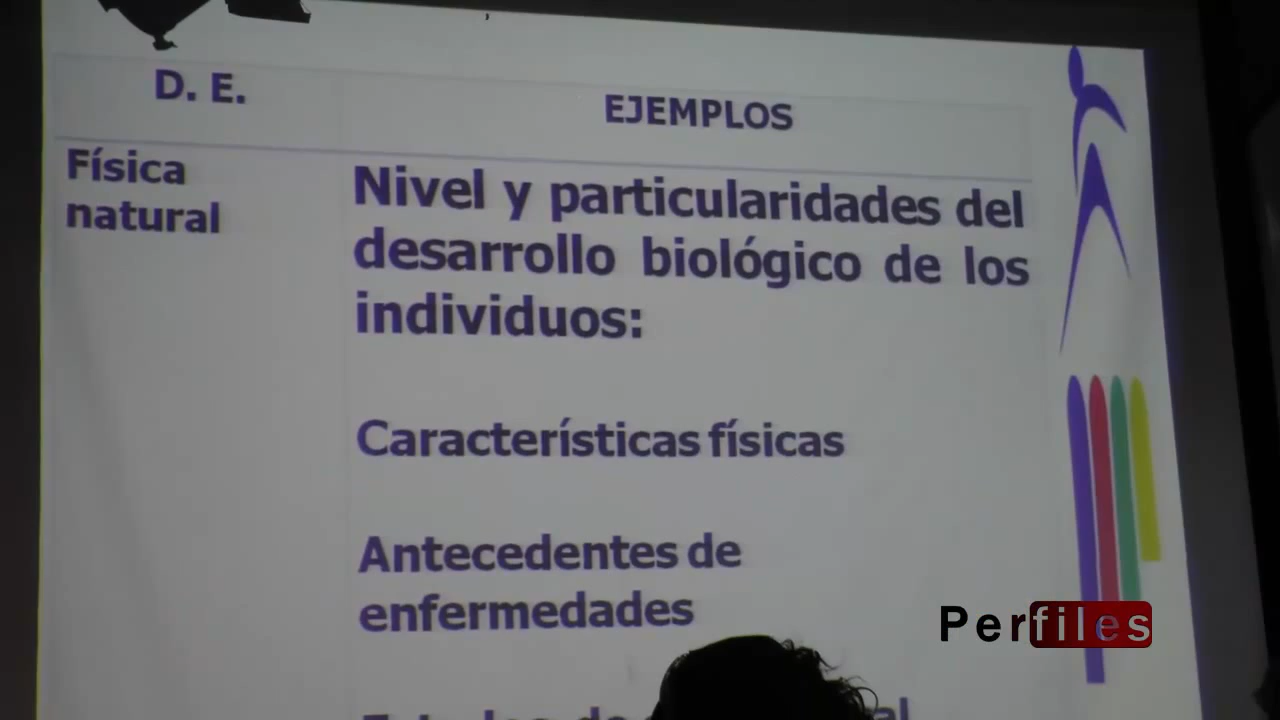 D. E.
EJEMPLOS
Física
natural
Nivel y particularidades del
desarrollo biológico de los
individuos:
Características físicas
Antecedentes de
enfermedades
Perfiles